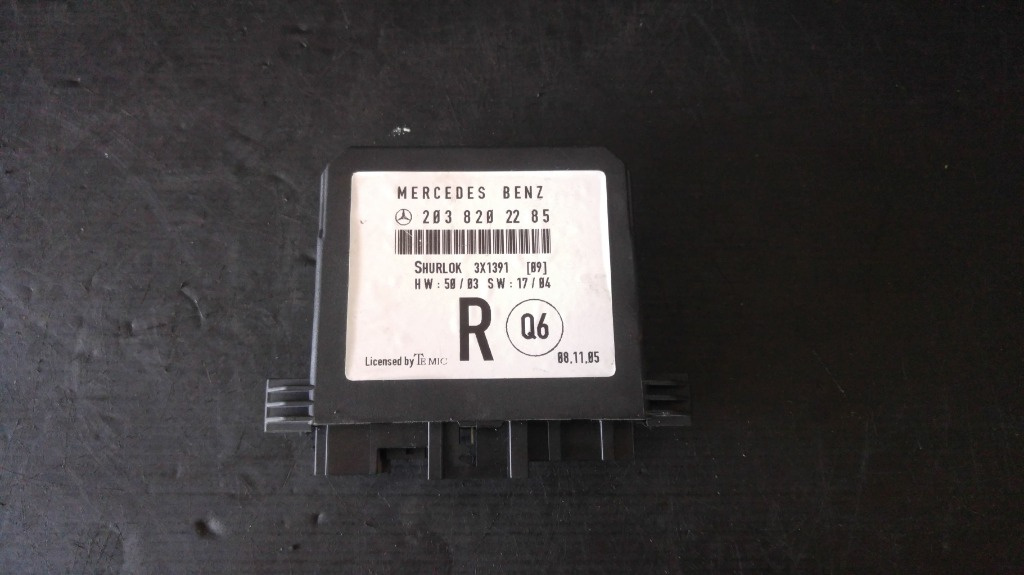 MERCEDES BENZ
203 820 22 85
SHURLOK 3X1391 [09]
HW: 50/03 SW: 17/04
R Q6
Licensed by TEMIC 08.11.05